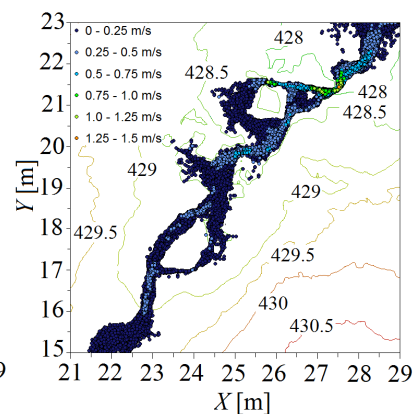 23
22
21
20
19
18
17
16
15
Y [m]
0 - 0.25 m/s
0.25 - 0.5 m/s
0.5 - 0.75 m/s
0.75 - 1.0 m/s
1.0 - 1.25 m/s
1.25 - 1.5 m/s
428
428.5
428
428.5
429
429
429.5
429.5
430
430.5
9
21 22 23 24 25 26 27 28 29
X [m]